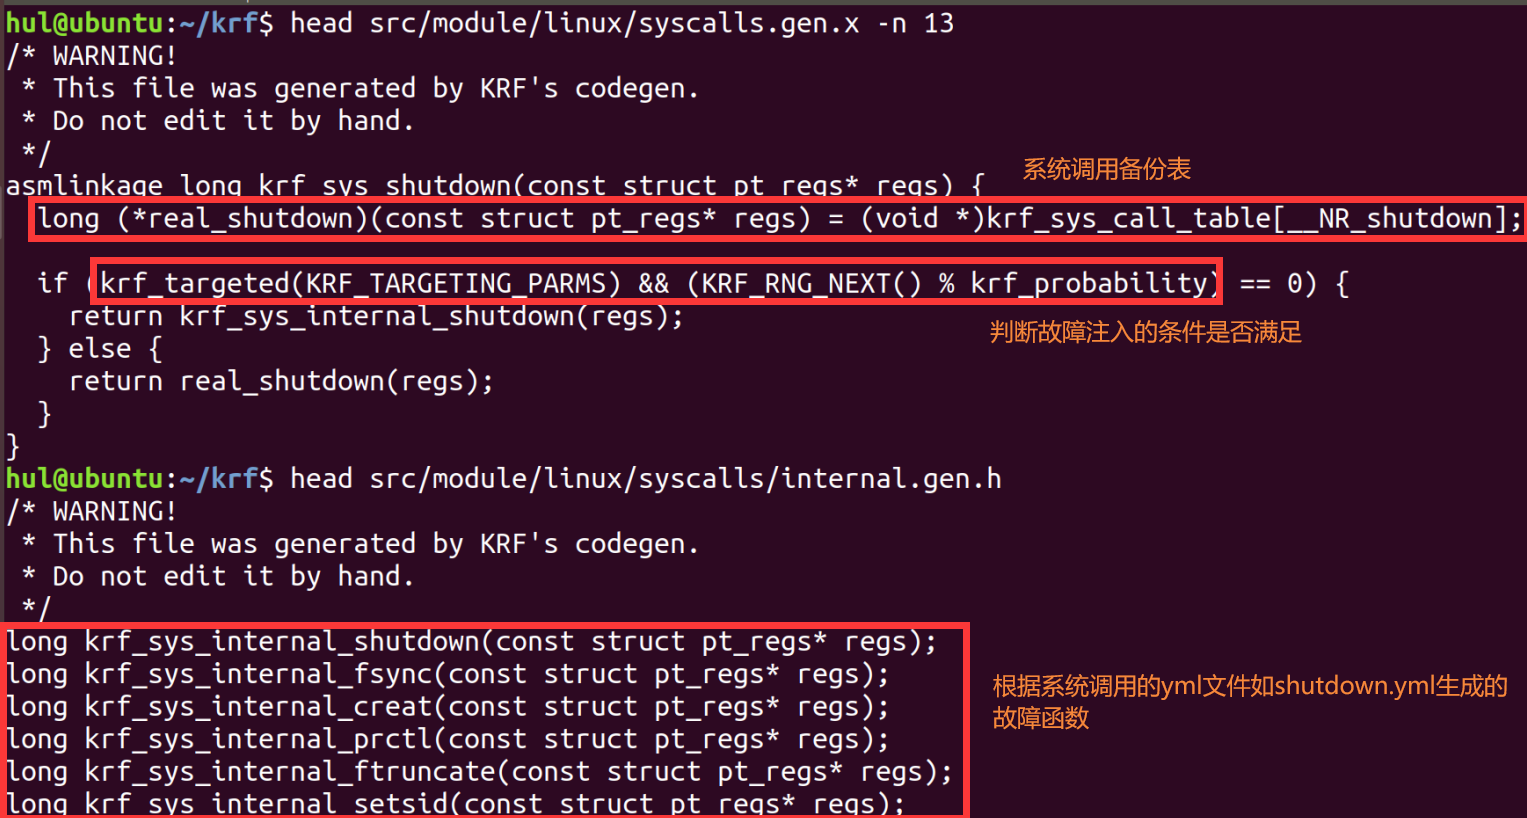 hul@ubuntu:~/krf$ head src/module/linux/syscalls.gen.x -n 13
/* WARNING!
 * This file was generated by KRF's codegen.
 * Do not edit it by hand.
 */
系统调用备份表
asmlinkage long krf_sys_shutdown(const struct pt_regs* regs) {
  long (*real_shutdown)(const struct pt_regs* regs) = (void *)krf_sys_call_table[__NR_shutdown];
  if (krf_targeted(KRF_TARGETING_PARMS) && (KRF_RNG_NEXT() % krf_probability) == 0) {
    return krf_sys_internal_shutdown(regs);
判断故障注入的条件是否满足
  } else {
    return real_shutdown(regs);
  }
}
hul@ubuntu:~/krf$ head src/module/linux/syscalls/internal.gen.h
/* WARNING!
 * This file was generated by KRF's codegen.
 * Do not edit it by hand.
 */
long krf_sys_internal_shutdown(const struct pt_regs* regs);
long krf_sys_internal_fsync(const struct pt_regs* regs);
long krf_sys_internal_creat(const struct pt_regs* regs);
long krf_sys_internal_prctl(const struct pt_regs* regs);
long krf_sys_internal_ftruncate(const struct pt_regs* regs);
long krf_sys_internal_setsid(const struct pt_regs* regs);
根据系统调用的yml文件如shutdown.yml生成的
故障函数